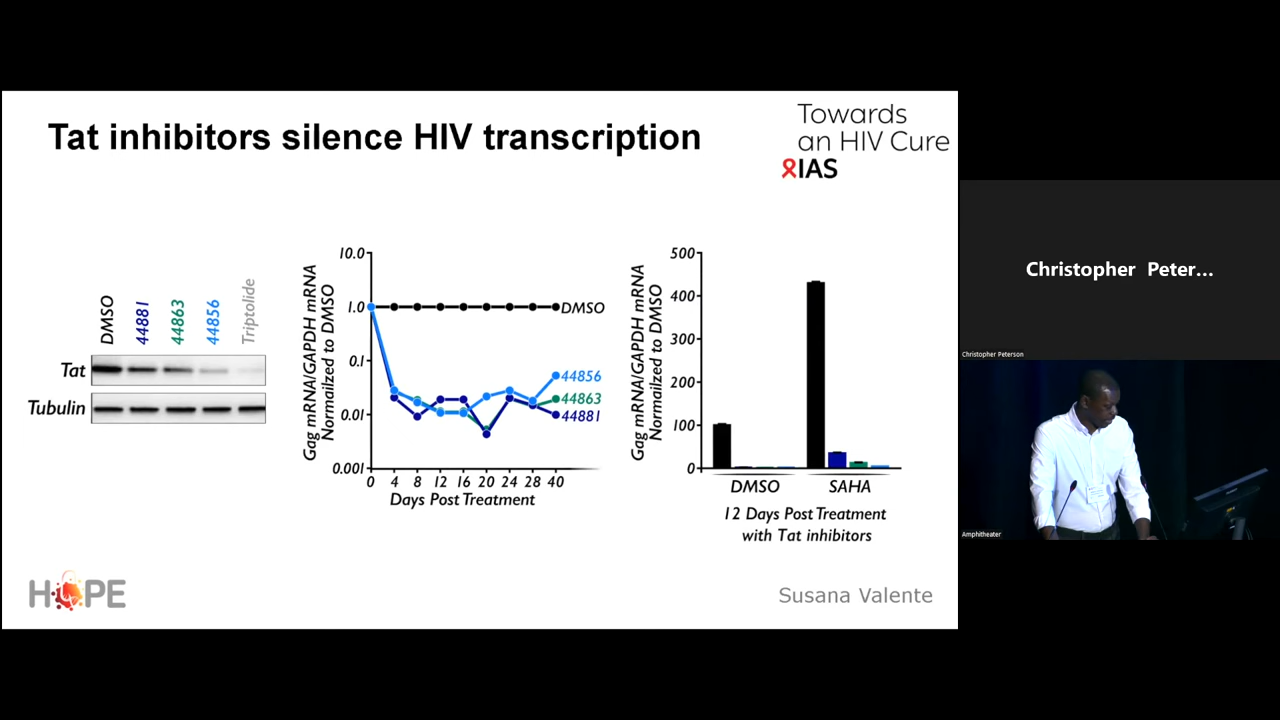 Tat inhibitors silence HIV transcription
Towards
an HIV Cure
IAS
DMSO
44881
44863
44856
Triptolide
Tat
Tubulin
Gag mRNA/GAPDH mRNA
Normalized to DMSO
10.0
1.0
0.1
0.01
0.001
0 4 8 12 16 20 24 28 40
Days Post Treatment
DMSO
44856
44863
44881
Gag mRNA/GAPDH mRNA
Normalized to DMSO
500
400
300
200
100
0
DMSO SAHA
12 Days Post Treatment
with Tat inhibitors
HOPE
Susana Valente
Christopher Peter...
Christopher Peterson
Amphitheater